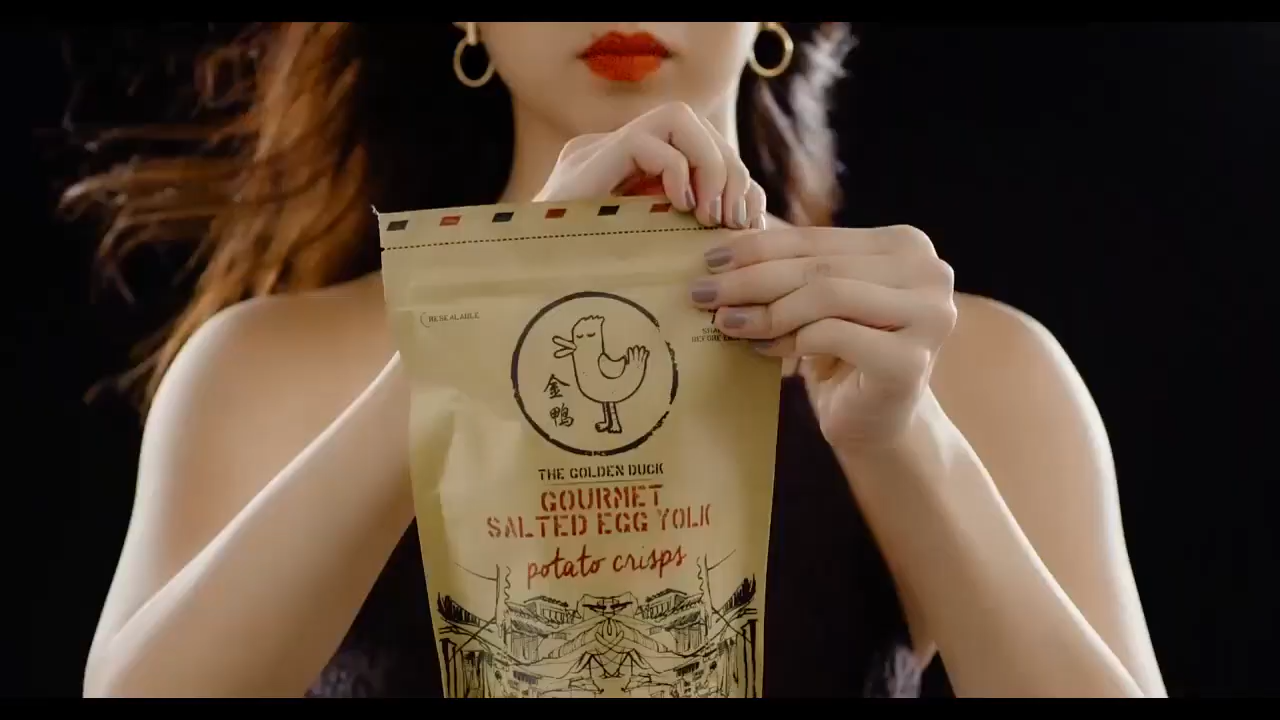 RESEALABLE
金
鴨
THE GOLDEN DUCK
GOURMET
SALTED EGG YOLK
potato crisps